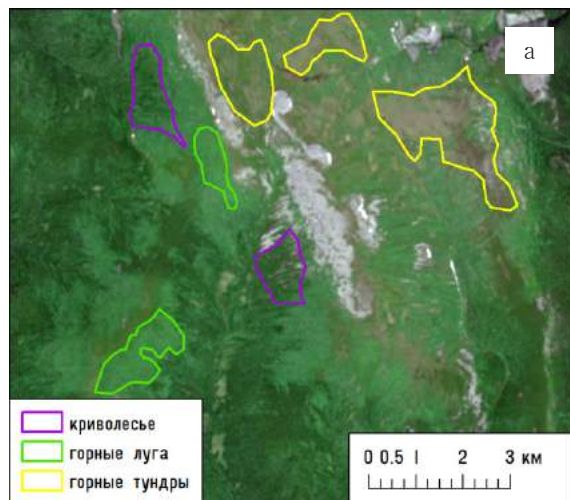 а
криволесье
горные луга
горные тундры
0 0.5 1 2 3 км